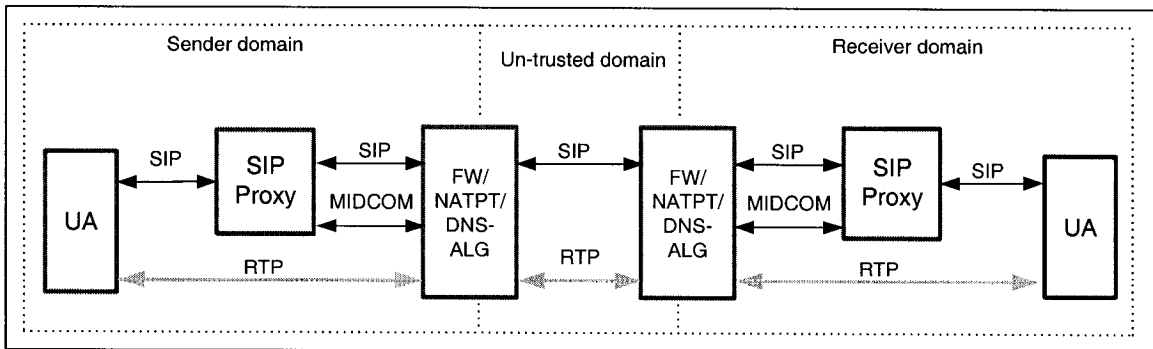 Sender domain
Un-trusted domain
Receiver domain
UA
SIP
SIP
Proxy
SIP
MIDCOM
FW/
NATPT/
DNS-
ALG
SIP
FW/
NATPT/
DNS-
ALG
SIP
MIDCOM
SIP
Proxy
SIP
UA
RTP
RTP
RTP